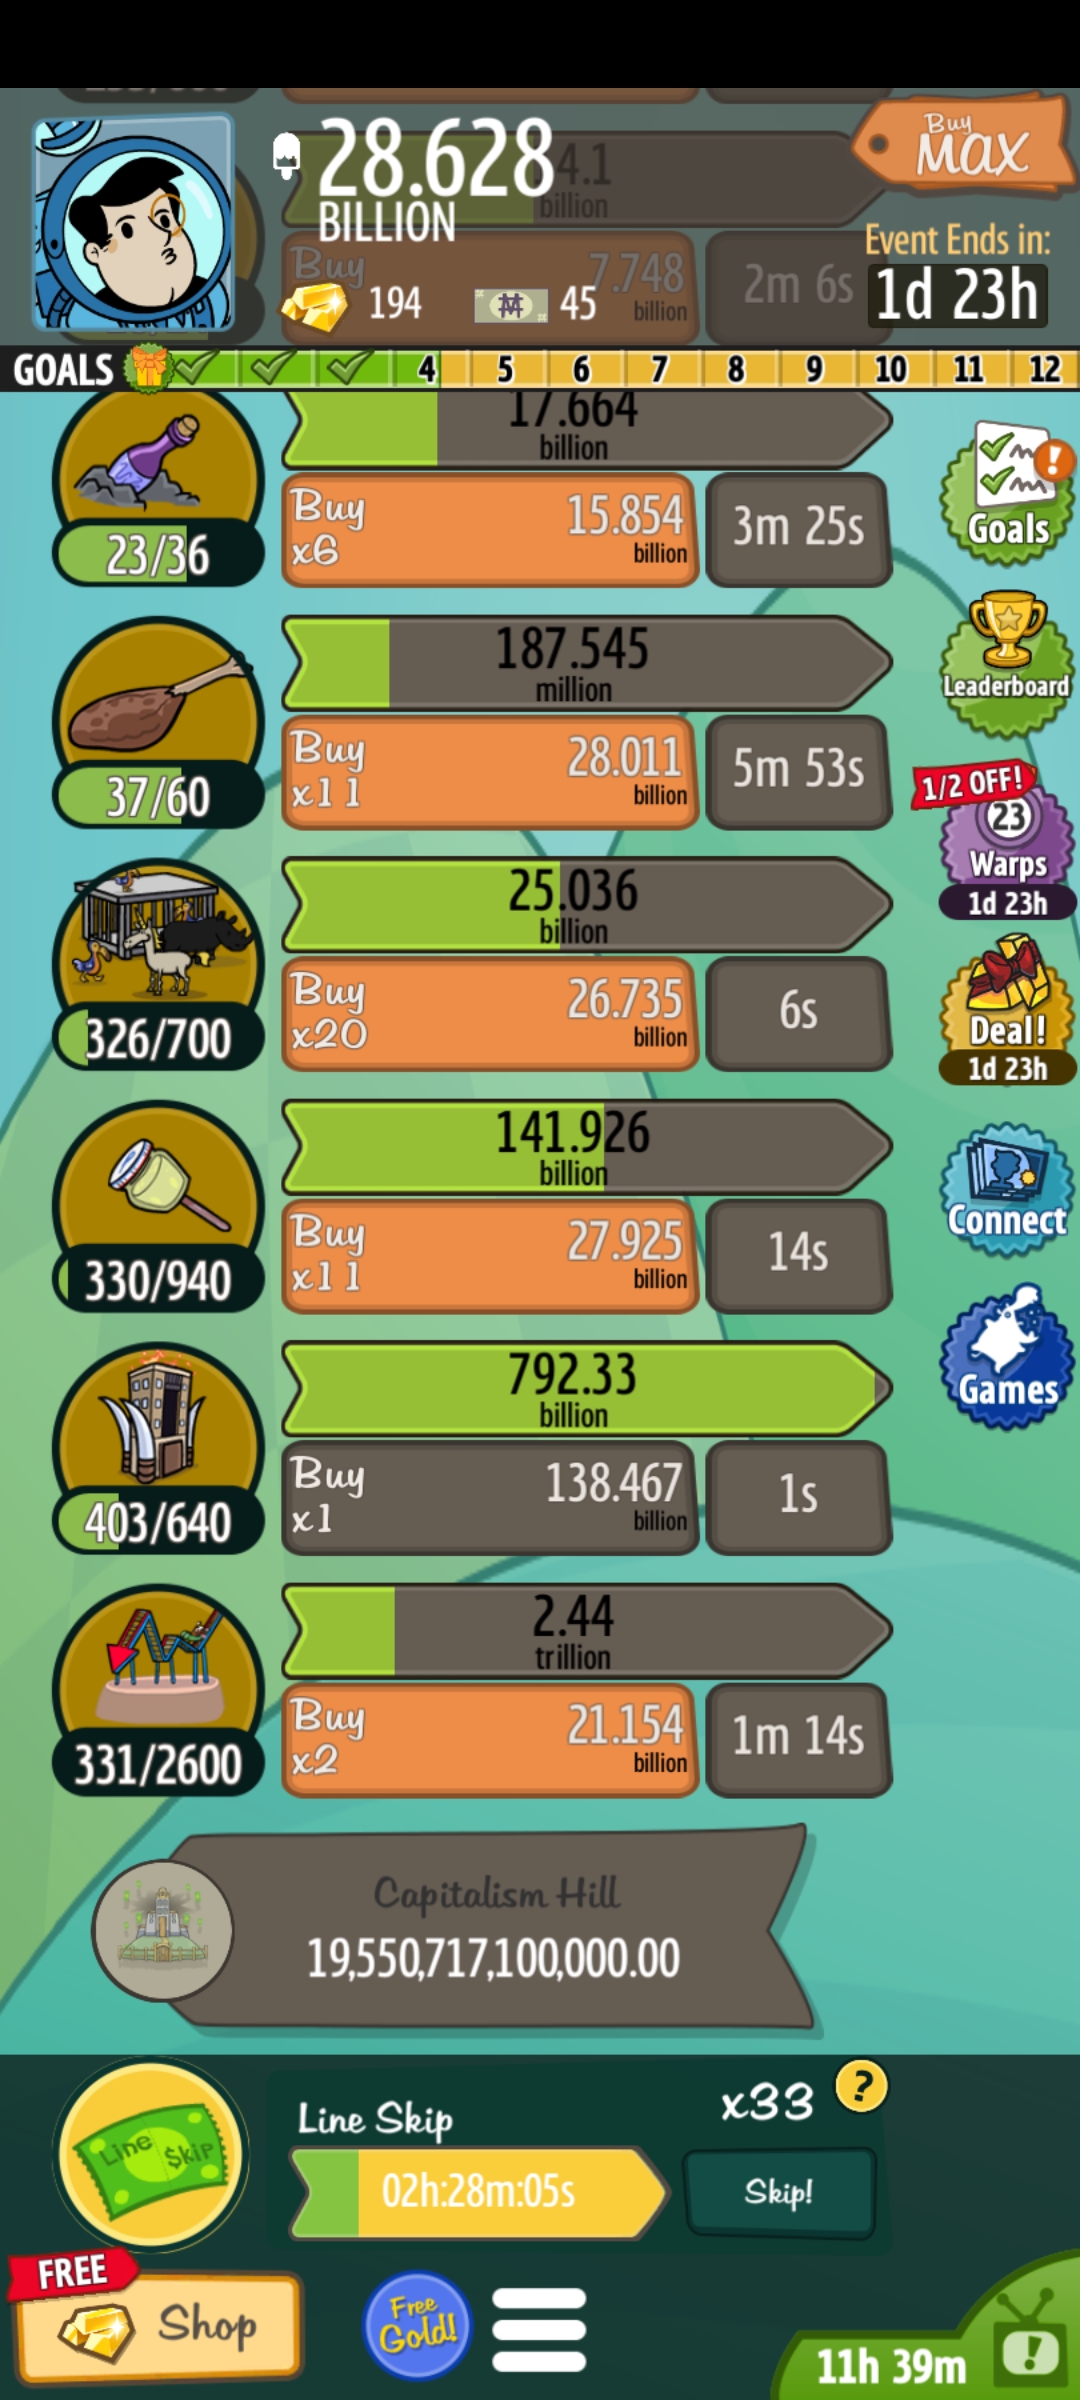 28.628
BILLION
4.1
billion
Buy
MAX
Event Ends in:
1d 23h
Buy
7.748
billion
2m 6s
194
45
GOALS
4
5
6
7
8
9
10
11
12
17.664
billion
Buy
x6
15.854
billion
3m 25s
23/36
Goals
187.545
million
Buy
x11
28.011
billion
5m 53s
37/60
Leaderboard
1/2 OFF!
23
Warps
1d 23h
25.036
billion
Buy
x20
26.735
billion
6s
326/700
Deal!
1d 23h
141.926
billion
Buy
x11
27.925
billion
14s
330/940
Connect
792.33
billion
Buy
x1
138.467
billion
1s
403/640
Games
2.44
trillion
Buy
x2
21.154
billion
1m 14s
331/2600
Capitalism Hill
19,550,717,100,000.00
Line Skip
x33
?
Line $kip
02h:28m:05s
Skip!
FREE
Shop
Free
Gold!
11h 39m